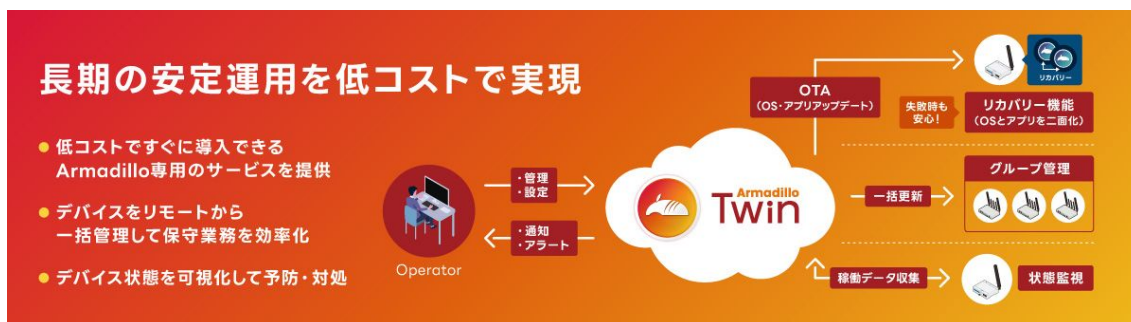 長期の安定運用を低コストで実現
低コストですぐに導入できる
Armadillo専用のサービスを提供
デバイスをリモートから
一括管理して保守業務を効率化
デバイス状態を可視化して予防・対処
Operator
・管理
・設定
・通知
・アラート
Armadillo
Twin
OTA
(OS・アプリアップデート)
リカバリー
失敗時も
安心！
リカバリー機能
(OSとアプリを二面化)
一括更新
グループ管理
稼働データ収集
状態監視